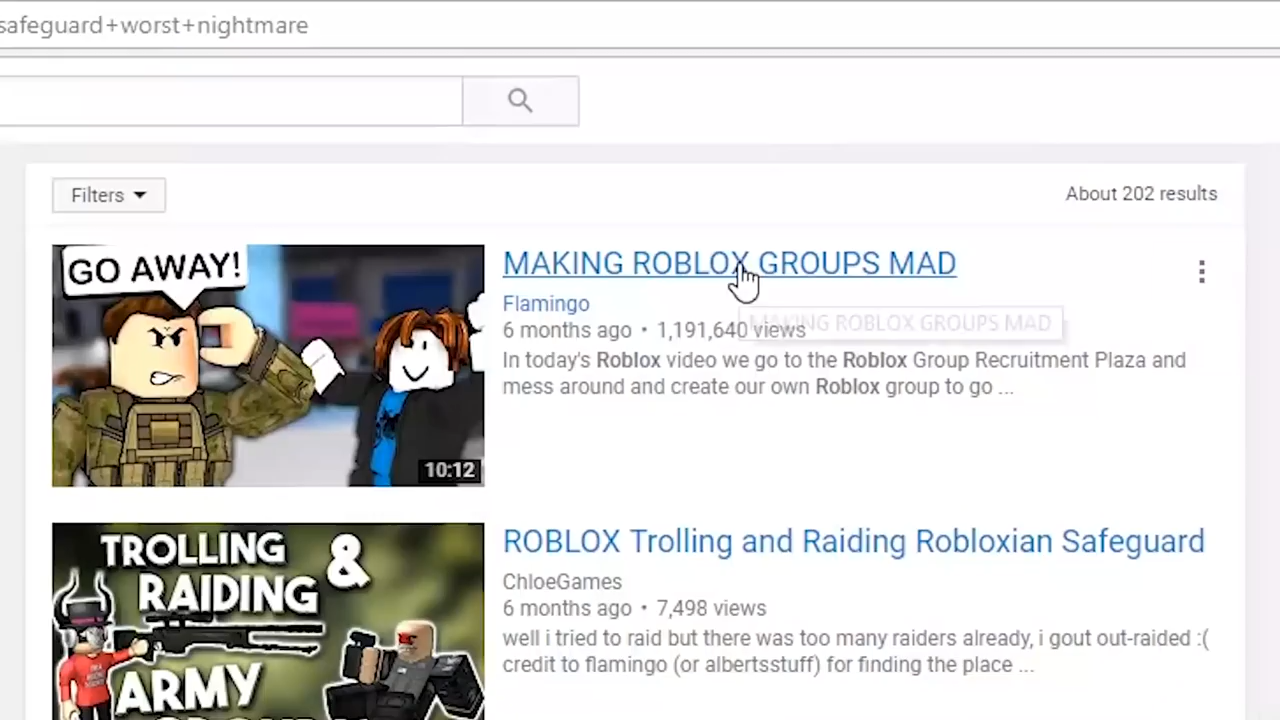 safeguard+worst+nightmare
Filters
About 202 results
GO AWAY!
10:12
MAKING ROBLOX GROUPS MAD
Flamingo
6 months ago • 1,191,640 views
MAKING ROBLOX GROUPS MAD
In today's Roblox video we go to the Roblox Group Recruitment Plaza and
mess around and create our own Roblox group to go ...
TROLLING &
RAIDING
ARMY
ROBLOX Trolling and Raiding Robloxian Safeguard
ChloeGames
6 months ago • 7,498 views
well i tried to raid but there was too many raiders already, i gout out-raided :(
credit to flamingo (or albertsstuff) for finding the place ...